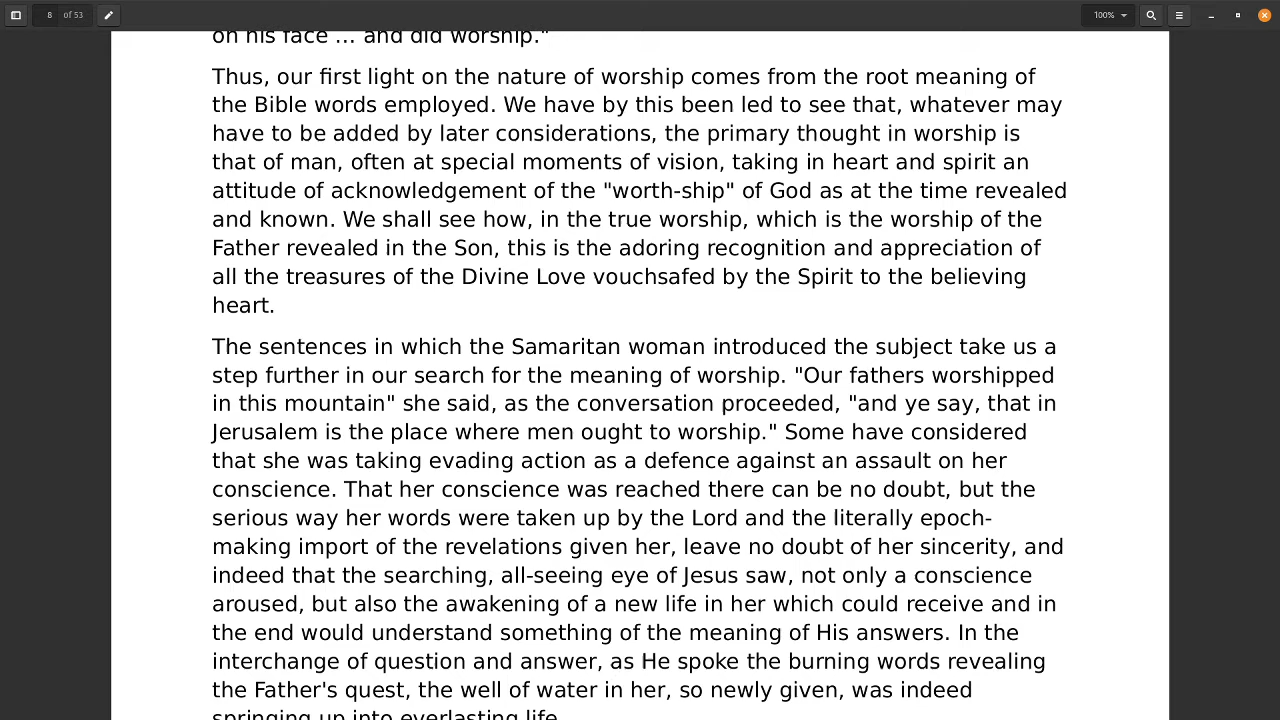 8 of 53
100%
on his face … and did worship."
Thus, our first light on the nature of worship comes from the root meaning of
the Bible words employed. We have by this been led to see that, whatever may
have to be added by later considerations, the primary thought in worship is
that of man, often at special moments of vision, taking in heart and spirit an
attitude of acknowledgement of the "worth-ship" of God as at the time revealed
and known. We shall see how, in the true worship, which is the worship of the
Father revealed in the Son, this is the adoring recognition and appreciation of
all the treasures of the Divine Love vouchsafed by the Spirit to the believing
heart.
The sentences in which the Samaritan woman introduced the subject take us a
step further in our search for the meaning of worship. "Our fathers worshipped
in this mountain" she said, as the conversation proceeded, "and ye say, that in
Jerusalem is the place where men ought to worship." Some have considered
that she was taking evading action as a defence against an assault on her
conscience. That her conscience was reached there can be no doubt, but the
serious way her words were taken up by the Lord and the literally epoch-
making import of the revelations given her, leave no doubt of her sincerity, and
indeed that the searching, all-seeing eye of Jesus saw, not only a conscience
aroused, but also the awakening of a new life in her which could receive and in
the end would understand something of the meaning of His answers. In the
interchange of question and answer, as He spoke the burning words revealing
the Father's quest, the well of water in her, so newly given, was indeed
springing up into everlasting life.